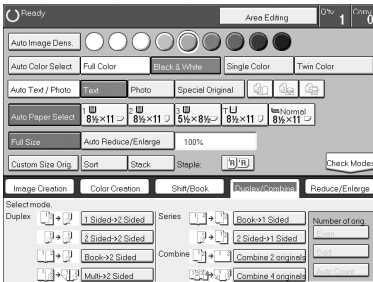 Ready Area Editing Q'ty 1 Copy 0
Auto Image Dens.
Auto Color Select Full Color Black & White Single Color Twin Color
Auto Text / Photo Text Photo Special Original
Auto Paper Select 1 8½×11 2 8½×11 3 5½×8½ T 8½×11 Normal 8½×11
Full Size Auto Reduce/Enlarge 100%
Custom Size Orig. Sort Stack Staple: Check Modes
Image Creation Color Creation Shift/Book Duplex/Combine Reduce/Enlarge
Select mode.
Duplex 1 Sided→2 Sided Series Book→1 Sided Number of orig.
2 Sided→2 Sided 2 Sided→1 Sided Even
Book→2 Sided Combine Combine 2 originals Odd
Multi→2 Sided Combine 4 originals Auto Count